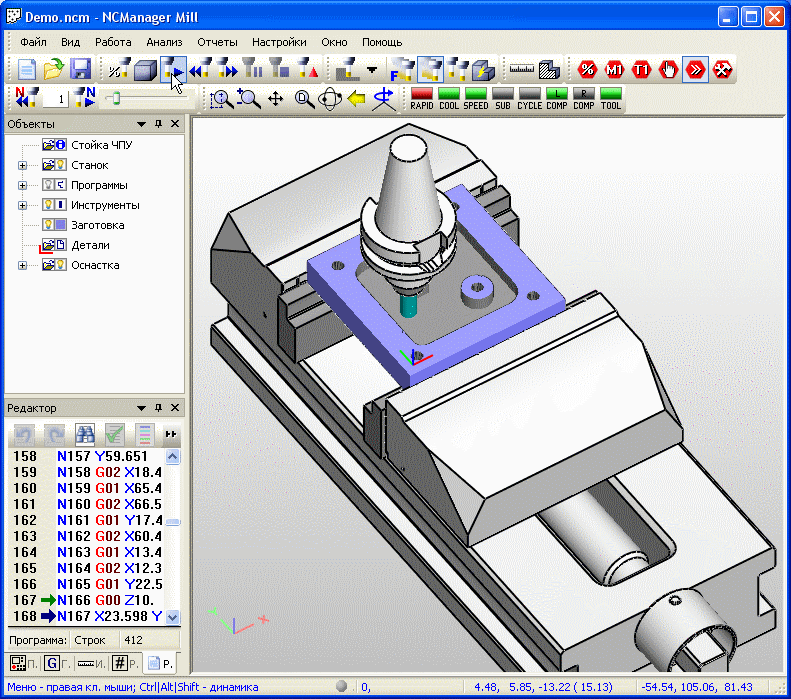 Demo.ncm - NCManager Mill
Файл Вид Работа Анализ Отчеты Настройки Окно Помощь
% F % M1 T1
N 1 N RAPID COOL SPEED SUB CYCLE L COMP R COMP TOOL
Объекты
Стойка ЧПУ
Станок
Программы
Инструменты
Заготовка
Детали
Оснастка
Редактор
158 N157 Y59.651
159 N158 G02 X18.4
160 N159 G01 X65.4
161 N160 G02 X66.5
162 N161 G01 Y17.4
163 N162 G02 X60.4
164 N163 G01 X13.4
165 N164 G02 X12.3
166 N165 G01 Y22.5
167 N166 G00 Z10.
168 N167 X23.598 Y
Программа: Строк 412
П. G Г. И. # Р. Р.
Меню - правая кл. мыши; Ctrl|Alt|Shift - динамика 0, 4.48, 5.85, -13.22 ( 15.13) -54.54, 105.06, 81.43